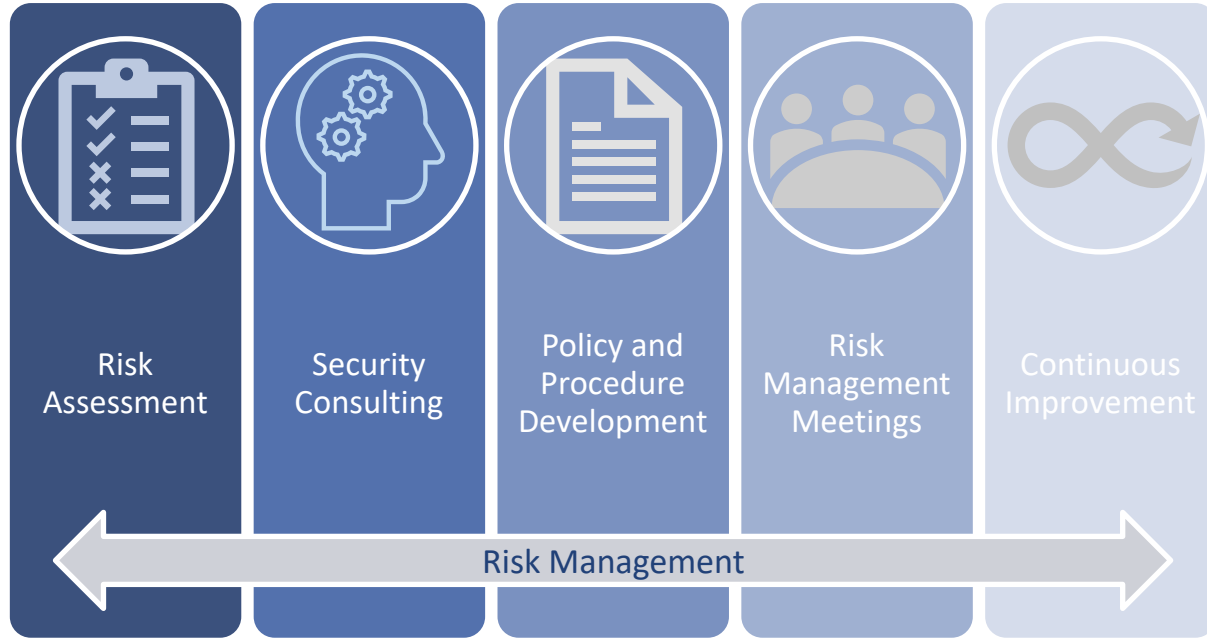 Risk
Assessment
Security
Consulting
Policy and
Procedure
Development
Risk
Management
Meetings
Continuous
Improvement
Risk Management